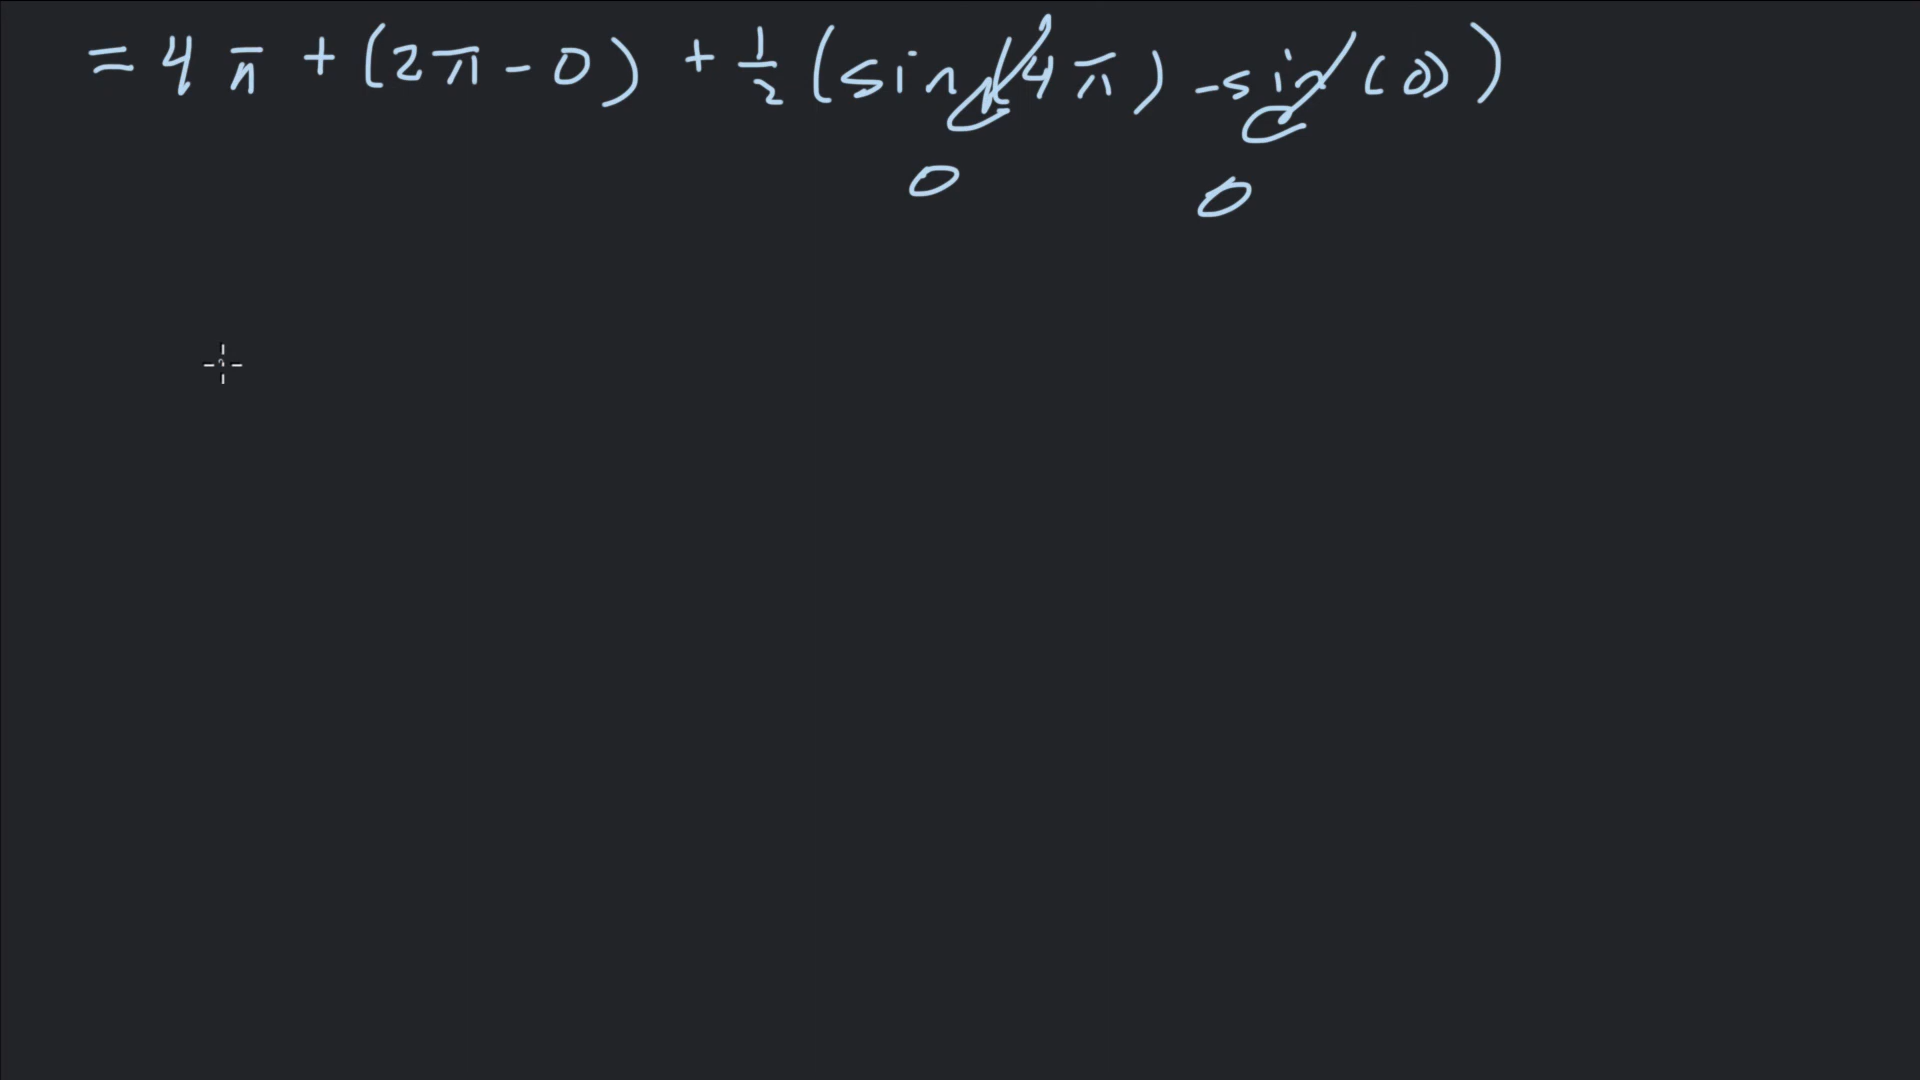 = 4π + (2π - 0) + 1/2 (sin(4π) - sin(0))
0 0